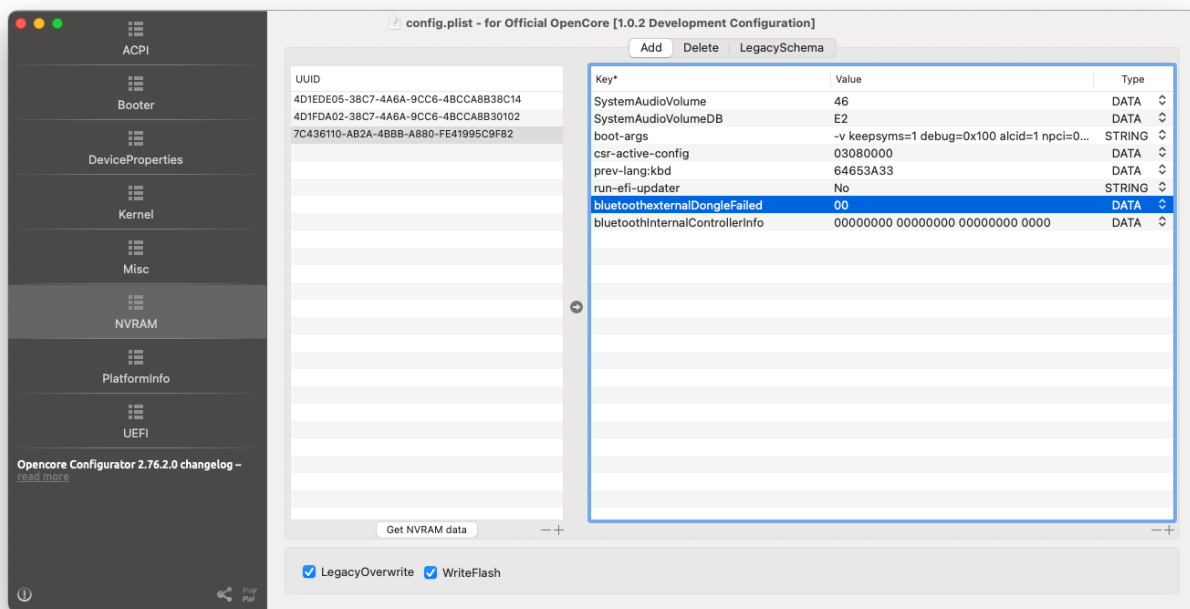 config.plist - for Official OpenCore [1.0.2 Development Configuration]
ACPI
Booter
DeviceProperties
Kernel
Misc
NVRAM
PlatformInfo
UEFI
Opencore Configurator 2.76.2.0 changelog –
read more
Pay
Pal
Add Delete LegacySchema
UUID
4D1EDE05-38C7-4A6A-9CC6-4BCCA8B38C14
4D1FDA02-38C7-4A6A-9CC6-4BCCA8B30102
7C436110-AB2A-4BBB-A880-FE41995C9F82
Get NVRAM data
Key* Value Type
SystemAudioVolume 46 DATA
SystemAudioVolumeDB E2 DATA
boot-args -v keepsyms=1 debug=0x100 alcid=1 npci=0... STRING
csr-active-config 03080000 DATA
prev-lang:kbd 64653A33 DATA
run-efi-updater No STRING
bluetoothexternalDongleFailed 00 DATA
bluetoothInternalControllerInfo 00000000 00000000 00000000 0000 DATA
LegacyOverwrite WriteFlash